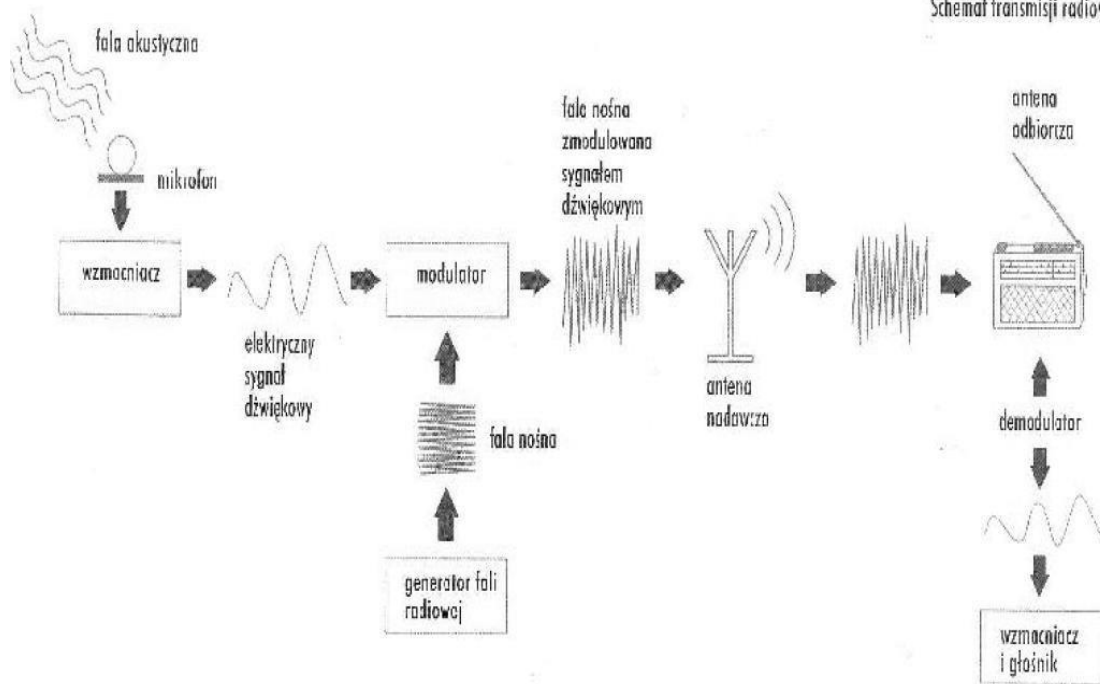 Schemat transmisji
fala akustyczna
mikrofon
wzmacniacz
elektryczny
sygnał
dźwiękowy
modulator
fala nośna
generator fali
radiowej
fala nośna
zmodulowana
sygnałem
dźwiękowym
antena
nadawcza
antena
odbiorcza
demodulator
wzmacniacz
i głośnik